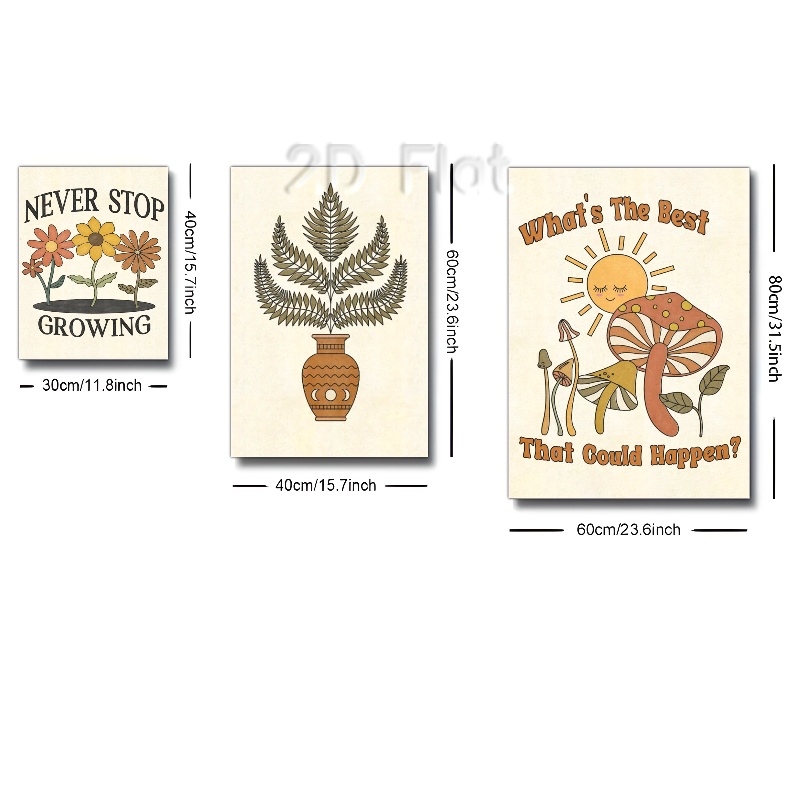 2D Flat
NEVER STOP
GROWING
40cm/15.7inch
30cm/11.8inch
60cm/23.6inch
40cm/15.7inch
What's The Best
That Could Happen?
80cm/31.5inch
60cm/23.6inch